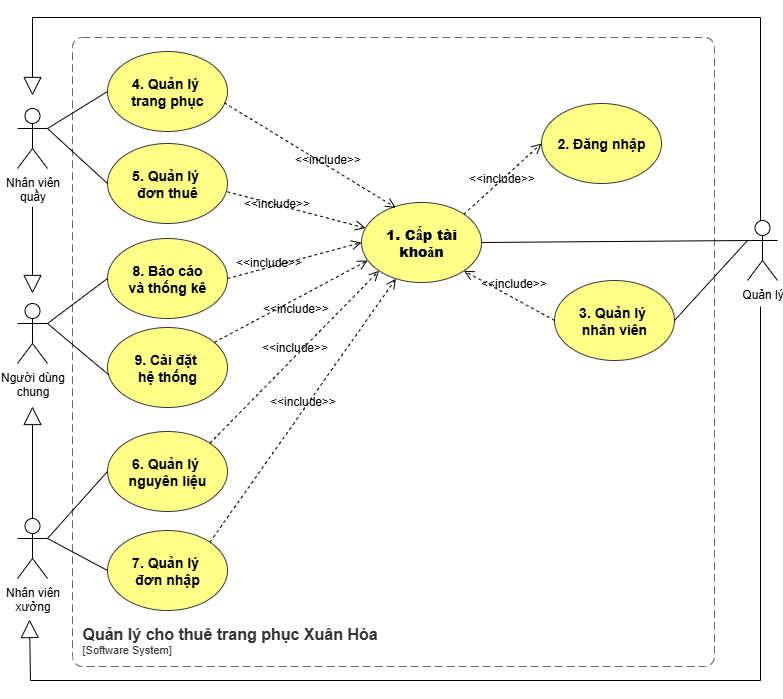 4. Quản lý
trang phục
Nhân viên
quầy
5. Quản lý
đơn thuê
<<include>>
<<include>>
2. Đăng nhập
<<include>>
1. Cấp tài
khoản
8. Báo cáo
và thống kê
<<include>>
<<include>>
Quản lý
3. Quản lý
nhân viên
<<include>>
Người dùng
chung
9. Cài đặt
hệ thống
<<include>>
<<include>>
6. Quản lý
nguyên liệu
7. Quản lý
đơn nhập
Nhân viên
xưởng
Quản lý cho thuê trang phục Xuân Hòa
[Software System]